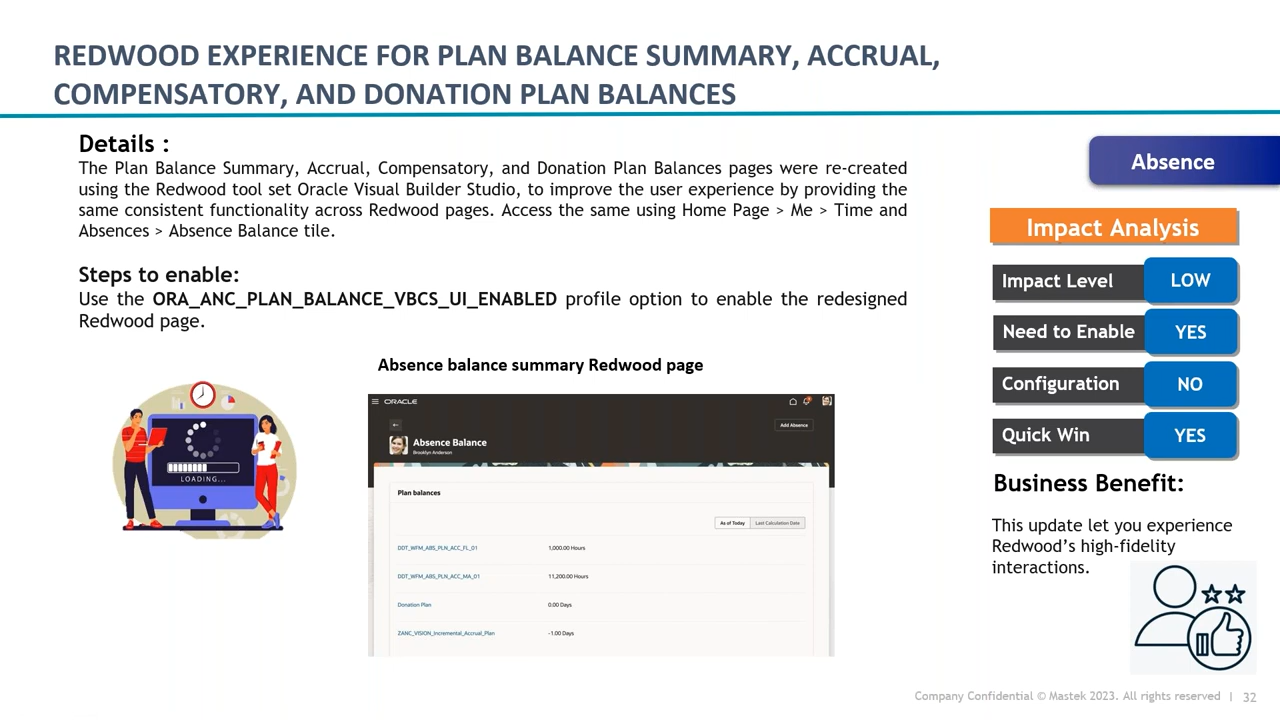 REDWOOD EXPERIENCE FOR PLAN BALANCE SUMMARY, ACCRUAL,
COMPENSATORY, AND DONATION PLAN BALANCES
Details :
The Plan Balance Summary, Accrual, Compensatory, and Donation Plan Balances pages were re-created
using the Redwood tool set Oracle Visual Builder Studio, to improve the user experience by providing the
same consistent functionality across Redwood pages. Access the same using Home Page > Me > Time and
Absences > Absence Balance tile.
Steps to enable:
Use the ORA_ANC_PLAN_BALANCE_VBCS_UI_ENABLED profile option to enable the redesigned
Redwood page.
LOADING...
Absence balance summary Redwood page
ORACLE
Add Absence
Absence Balance
Brooklyn Anderson
Plan balances
As of Today Last Calculation Date
DDT_WFM_ABS_PLN_ACC_FL_01 1,000.00 Hours
DDT_WFM_ABS_PLN_ACC_MA_01 11,200.00 Hours
Donation Plan 0.00 Days
ZANC_VISION_Incremental_Accrual_Plan -1.00 Days
Absence
Impact Analysis
Impact Level LOW
Need to Enable YES
Configuration NO
Quick Win YES
Business Benefit:
This update let you experience
Redwood’s high-fidelity
interactions.
Company Confidential © Mastek 2023. All rights reserved | 32